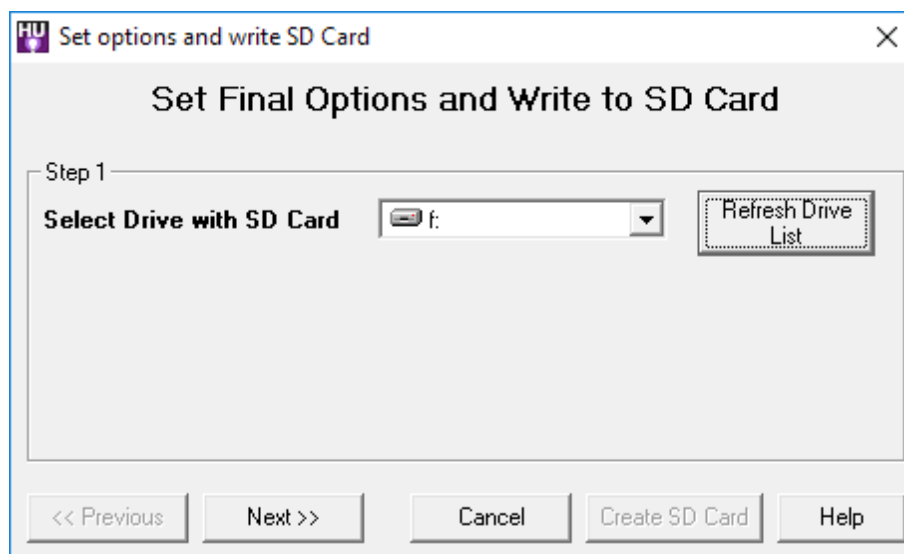 HU
Set options and write SD Card
Set Final Options and Write to SD Card
Step 1
Select Drive with SD Card
f:
Refresh Drive
List
<< Previous
Next >>
Cancel
Create SD Card
Help